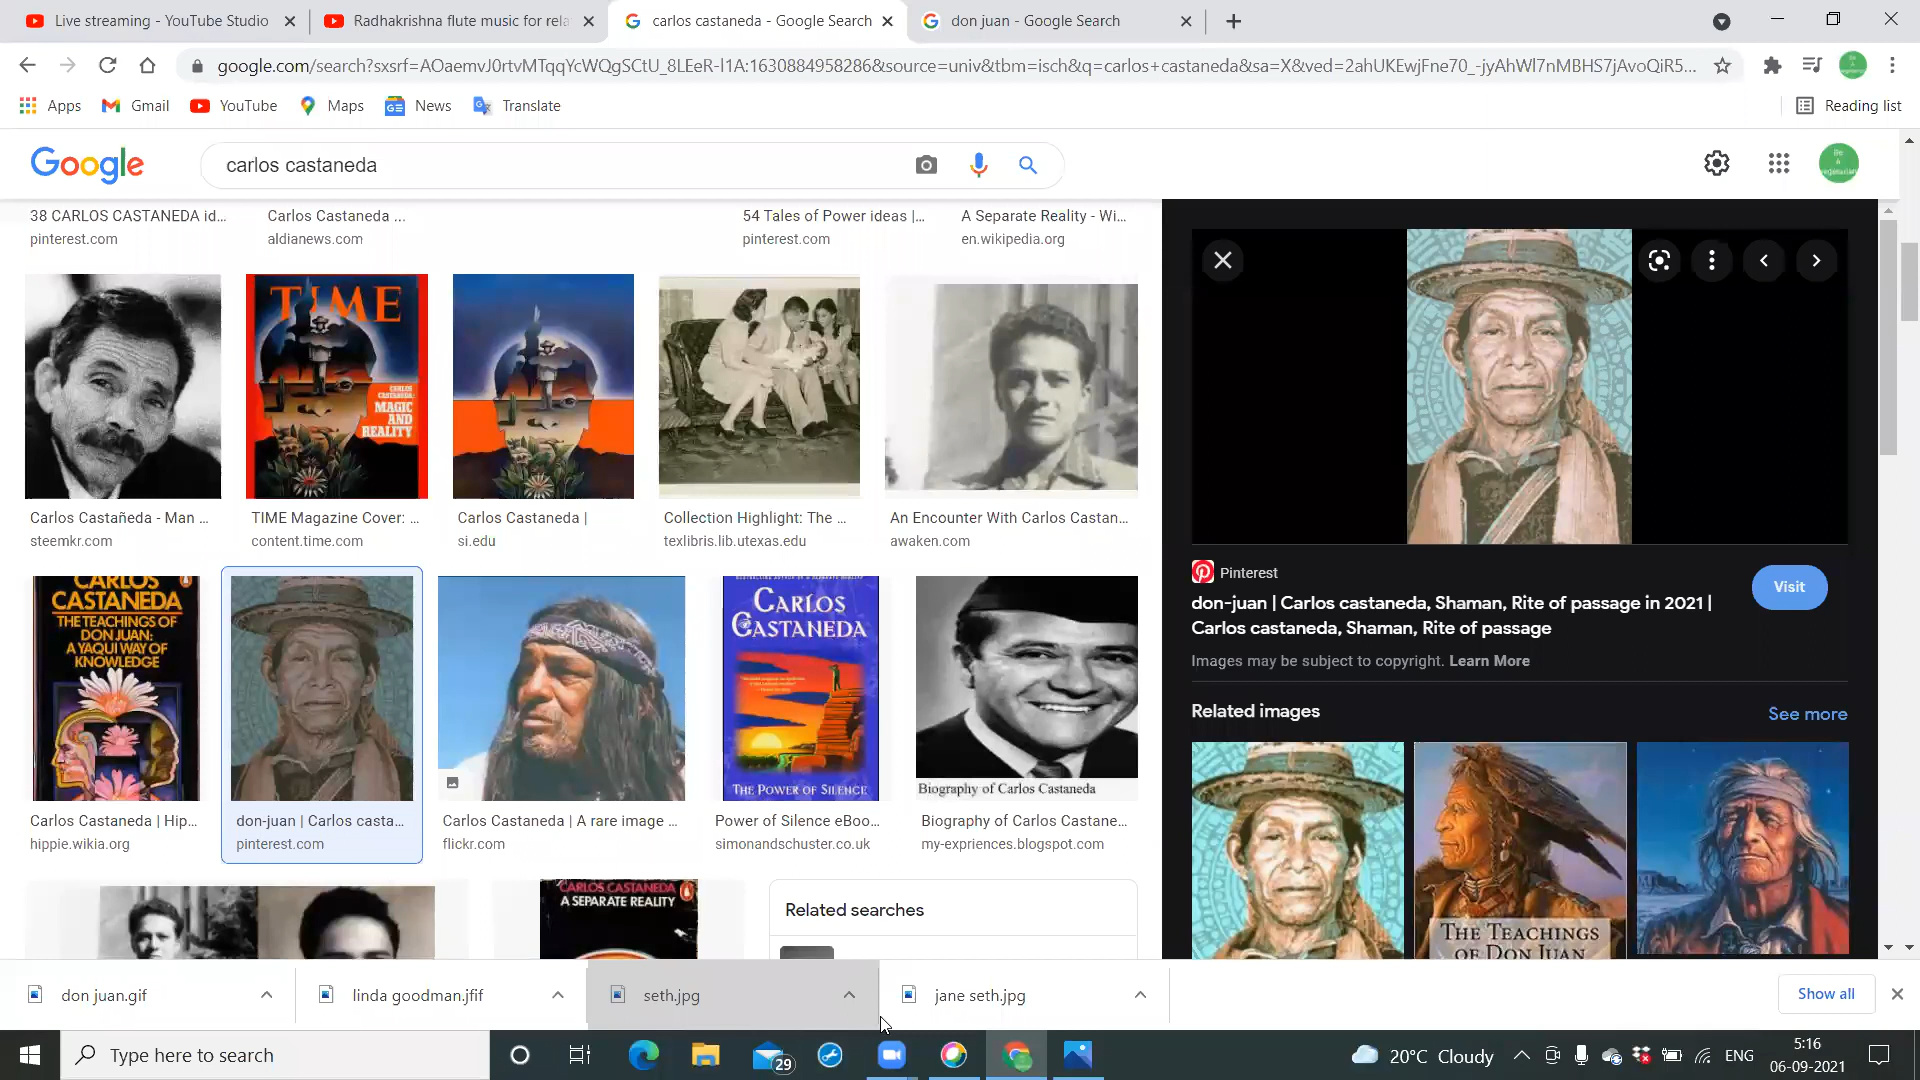 Live streaming - YouTube Studio
Radhakrishna flute music for rela
carlos castaneda - Google Search
don juan - Google Search
google.com/search?sxsrf=AOaemvJ0rtvMTqqYcWQgSCtU_8LEeR-l1A:1630884958286&source=univ&tbm=isch&q=carlos+castaneda&sa=X&ved=2ahUKEwjFne70_-jyAhWl7nMBHS7jAvoQiR5...
Apps
Gmail
YouTube
Maps
News
Translate
Reading list
Google
carlos castaneda
38 CARLOS CASTANEDA id...
pinterest.com
Carlos Castaneda ...
aldianews.com
54 Tales of Power ideas |...
pinterest.com
A Separate Reality - Wi...
en.wikipedia.org
TIME
CARLOS
CASTANEDA:
MAGIC
AND
REALITY
Carlos Castañeda - Man ...
steemkr.com
TIME Magazine Cover: ...
content.time.com
Carlos Castaneda |
si.edu
Collection Highlight: The ...
texlibris.lib.utexas.edu
An Encounter With Carlos Castan...
awaken.com
CARLOS
CASTANEDA
THE TEACHINGS OF
DON JUAN:
A YAQUI WAY OF
KNOWLEDGE
CARLOS
CASTANEDA
THE POWER OF SILENCE
Biography of Carlos Castaneda
Carlos Castaneda | Hip...
hippie.wikia.org
don-juan | Carlos casta...
pinterest.com
Carlos Castaneda | A rare image ...
flickr.com
Power of Silence eBoo...
simonandschuster.co.uk
Biography of Carlos Castane...
my-expriences.blogspot.com
CARLOS CASTANEDA
A SEPARATE REALITY
Related searches
Pinterest
don-juan | Carlos castaneda, Shaman, Rite of passage in 2021 |
Carlos castaneda, Shaman, Rite of passage
Visit
Images may be subject to copyright. Learn More
Related images
See more
THE TEACHINGS
OF DON JUAN
don juan.gif
linda goodman.jfif
seth.jpg
jane seth.jpg
Show all
Type here to search
29
20°C Cloudy
ENG
5:16
06-09-2021